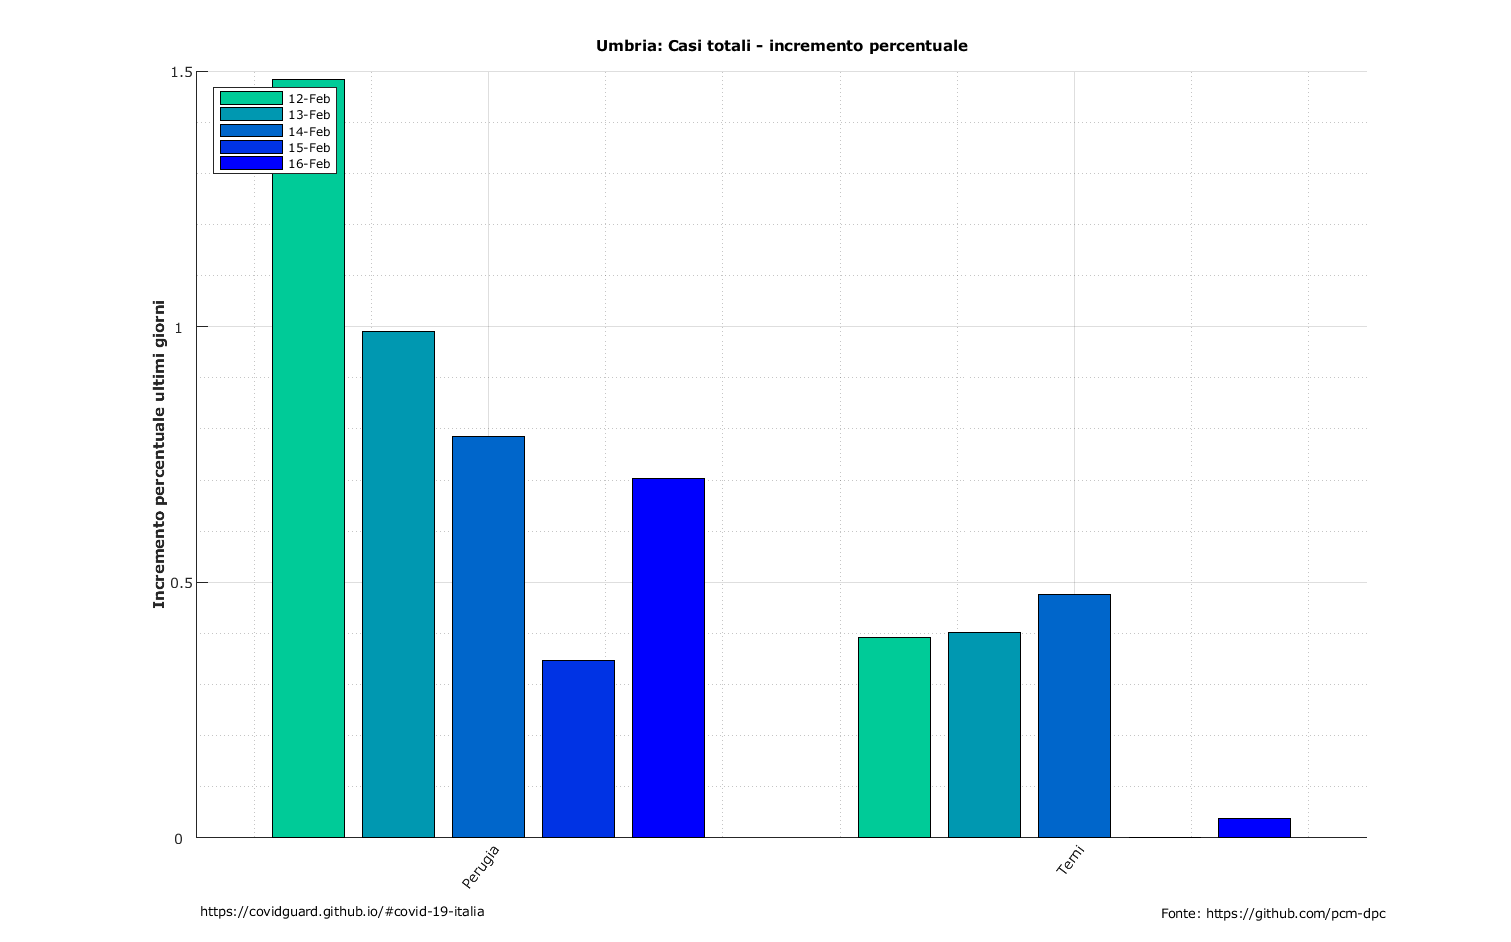 Umbria: Casi totali - incremento percentuale
Incremento percentuale ultimi giorni
1.5
1
0.5
0
12-Feb
13-Feb
14-Feb
15-Feb
16-Feb
Perugia
Terni
https://covidguard.github.io/#covid-19-italia
Fonte: https://github.com/pcm-dpc